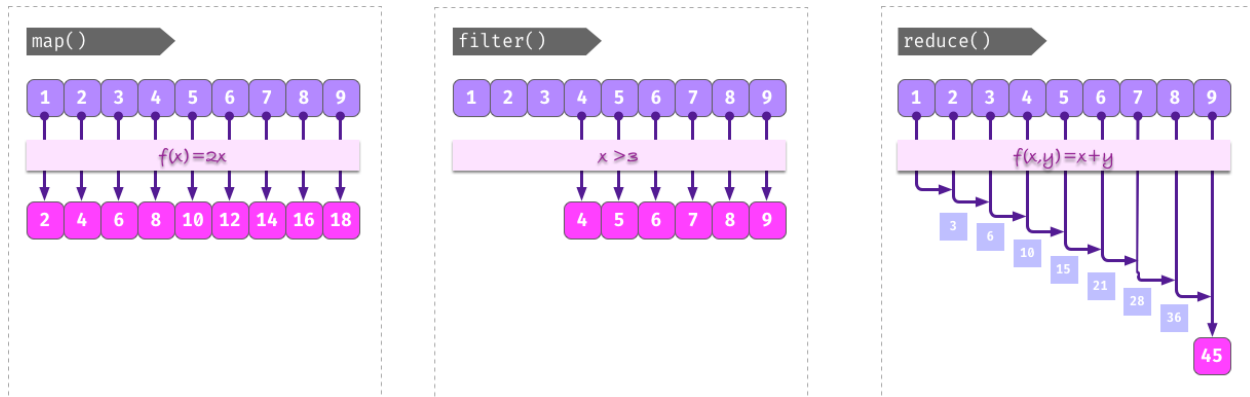 map()
1 2 3 4 5 6 7 8 9
f(x)=2x
2 4 6 8 10 12 14 16 18
filter()
1 2 3 4 5 6 7 8 9
x >3
4 5 6 7 8 9
reduce()
1 2 3 4 5 6 7 8 9
f(x,y)=x+y
3
6
10
15
21
28
36
45